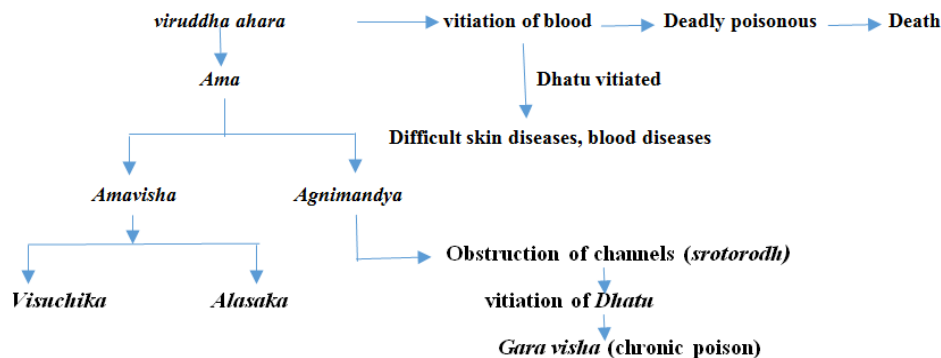 viruddha ahara vitiation of blood Deadly poisonous Death
Ama Dhatu vitiated
Difficult skin diseases, blood diseases
Amavisha Agnimandya
Obstruction of channels (srotorodh)
Visuchika Alasaka vitiation of Dhatu
Gara visha (chronic poison)